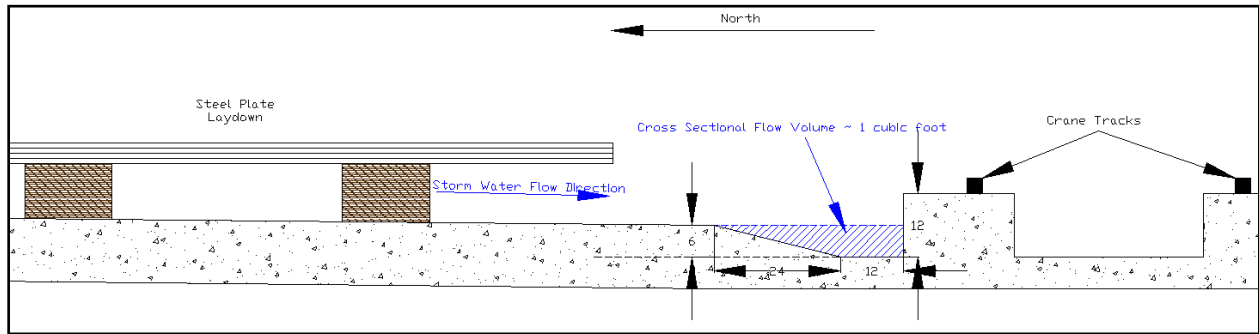 North
Steel Plate
Laydown
Cross Sectional Flow Volume ~ 1 cubic foot
Crane Tracks
Storm Water Flow Direction
6
12
24
12